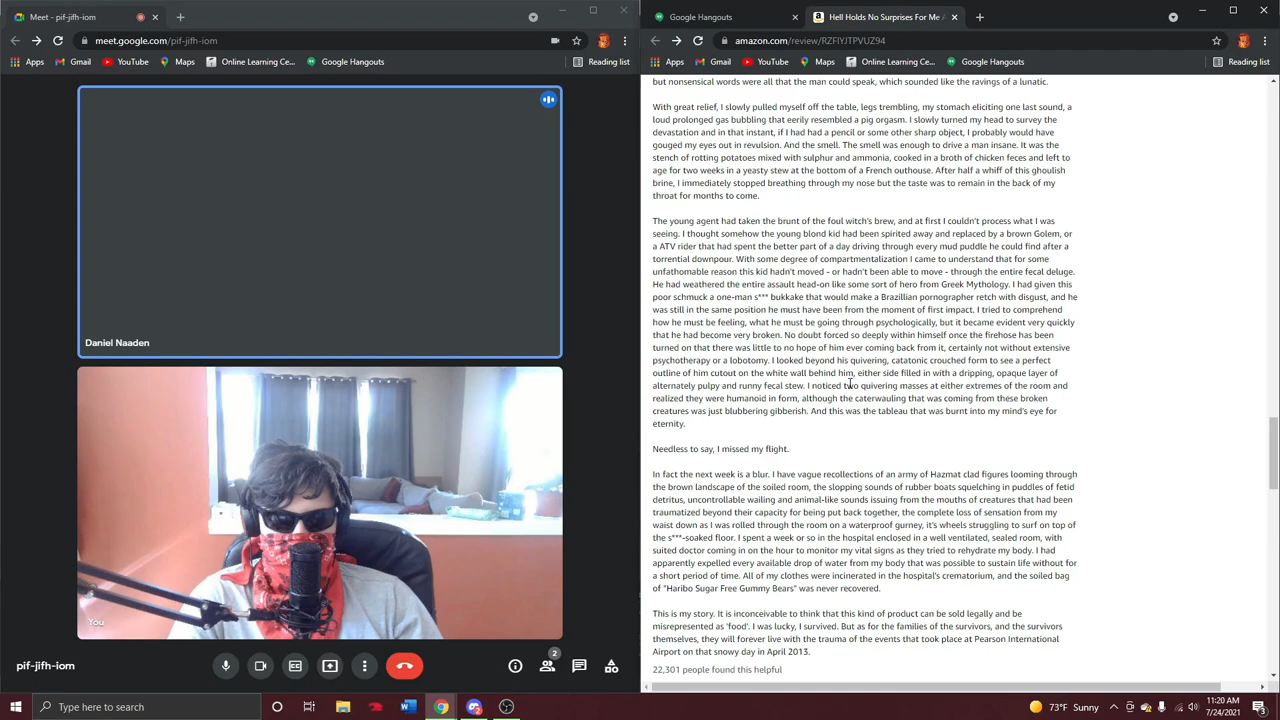 Meet - pif-jifh-iom
Google Hangouts
Hell Holds No Surprises For Me A
meet.google.com/pif-jifh-iom
amazon.com/review/RZFIYJTPVUZ94
Apps Gmail YouTube Maps Online Learning Ce... Google Hangouts Reading list
Apps Gmail YouTube Maps Online Learning Ce... Google Hangouts Reading list
Daniel Naaden
You
pif-jifh-iom
2
but nonsensical words were all that the man could speak, which sounded like the ravings of a lunatic.
With great relief, I slowly pulled myself off the table, legs trembling, my stomach eliciting one last sound, a
loud prolonged gas bubbling that eerily resembled a pig orgasm. I slowly turned my head to survey the
devastation and in that instant, if I had had a pencil or some other sharp object, I probably would have
gouged my eyes out in revulsion. And the smell. The smell was enough to drive a man insane. It was the
stench of rotting potatoes mixed with sulphur and ammonia, cooked in a broth of chicken feces and left to
age for two weeks in a yeasty stew at the bottom of a French outhouse. After half a whiff of this ghoulish
brine, I immediately stopped breathing through my nose but the taste was to remain in the back of my
throat for months to come.
The young agent had taken the brunt of the foul witch's brew, and at first I couldn't process what I was
seeing. I thought somehow the young blond kid had been spirited away and replaced by a brown Golem, or
a ATV rider that had spent the better part of a day driving through every mud puddle he could find after a
torrential downpour. With some degree of compartmentalization I came to understand that for some
unfathomable reason this kid hadn't moved - or hadn't been able to move - through the entire fecal deluge.
He had weathered the entire assault head-on like some sort of hero from Greek Mythology. I had given this
poor schmuck a one-man s*** bukkake that would make a Brazillian pornographer retch with disgust, and he
was still in the same position he must have been from the moment of first impact. I tried to comprehend
how he must be feeling, what he must be going through psychologically, but it became evident very quickly
that he had become very broken. No doubt forced so deeply within himself once the firehose has been
turned on that there was little to no hope of him ever coming back from it, certainly not without extensive
psychotherapy or a lobotomy. I looked beyond his quivering, catatonic crouched form to see a perfect
outline of him cutout on the white wall behind him, either side filled in with a dripping, opaque layer of
alternately pulpy and runny fecal stew. I noticed two quivering masses at either extremes of the room and
realized they were humanoid in form, although the caterwauling that was coming from these broken
creatures was just blubbering gibberish. And this was the tableau that was burnt into my mind's eye for
eternity.
Needless to say, I missed my flight.
In fact the next week is a blur. I have vague recollections of an army of Hazmat clad figures looming through
the brown landscape of the soiled room, the slopping sounds of rubber boats squelching in puddles of fetid
detritus, uncontrollable wailing and animal-like sounds issuing from the mouths of creatures that had been
traumatized beyond their capacity for being put back together, the complete loss of sensation from my
waist down as I was rolled through the room on a waterproof gurney, it's wheels struggling to surf on top of
the s***-soaked floor. I spent a week or so in the hospital enclosed in a well ventilated, sealed room, with
suited doctor coming in on the hour to monitor my vital signs as they tried to rehydrate my body. I had
apparently expelled every available drop of water from my body that was possible to sustain life without for
a short period of time. All of my clothes were incinerated in the hospital's crematorium, and the soiled bag
of "Haribo Sugar Free Gummy Bears" was never recovered.
This is my story. It is inconceivable to think that this kind of product can be sold legally and be
misrepresented as 'food'. I was lucky, I survived. But as for the families of the survivors, and the survivors
themselves, they will forever live with the trauma of the events that took place at Pearson International
Airport on that snowy day in April 2013.
22,301 people found this helpful
Type here to search
73°F Sunny
11:20 AM
7/24/2021